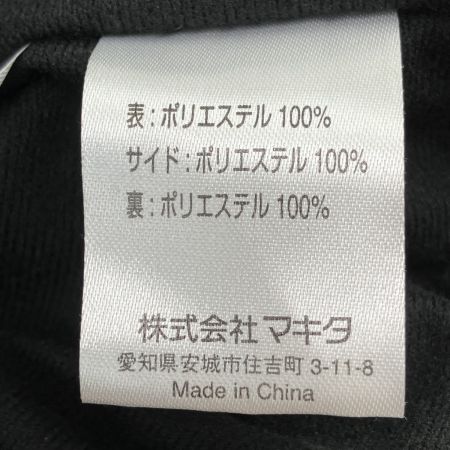 表:ポリエステル 100%
サイド:ポリエステル 100%
裏:ポリエステル 100%
株式会社マキタ
愛知県安城市住吉町 3-11-8
Made in China